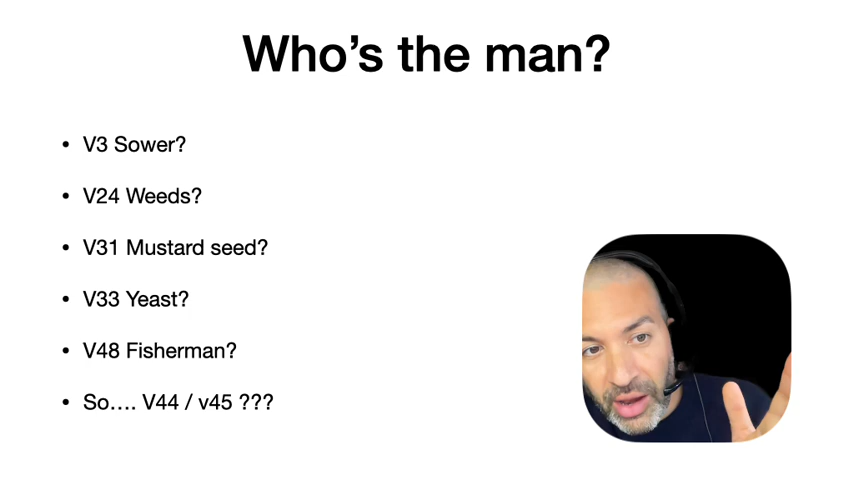 Who’s the man?
• V3 Sower?
• V24 Weeds?
• V31 Mustard seed?
• V33 Yeast?
• V48 Fisherman?
• So…. V44 / v45 ???